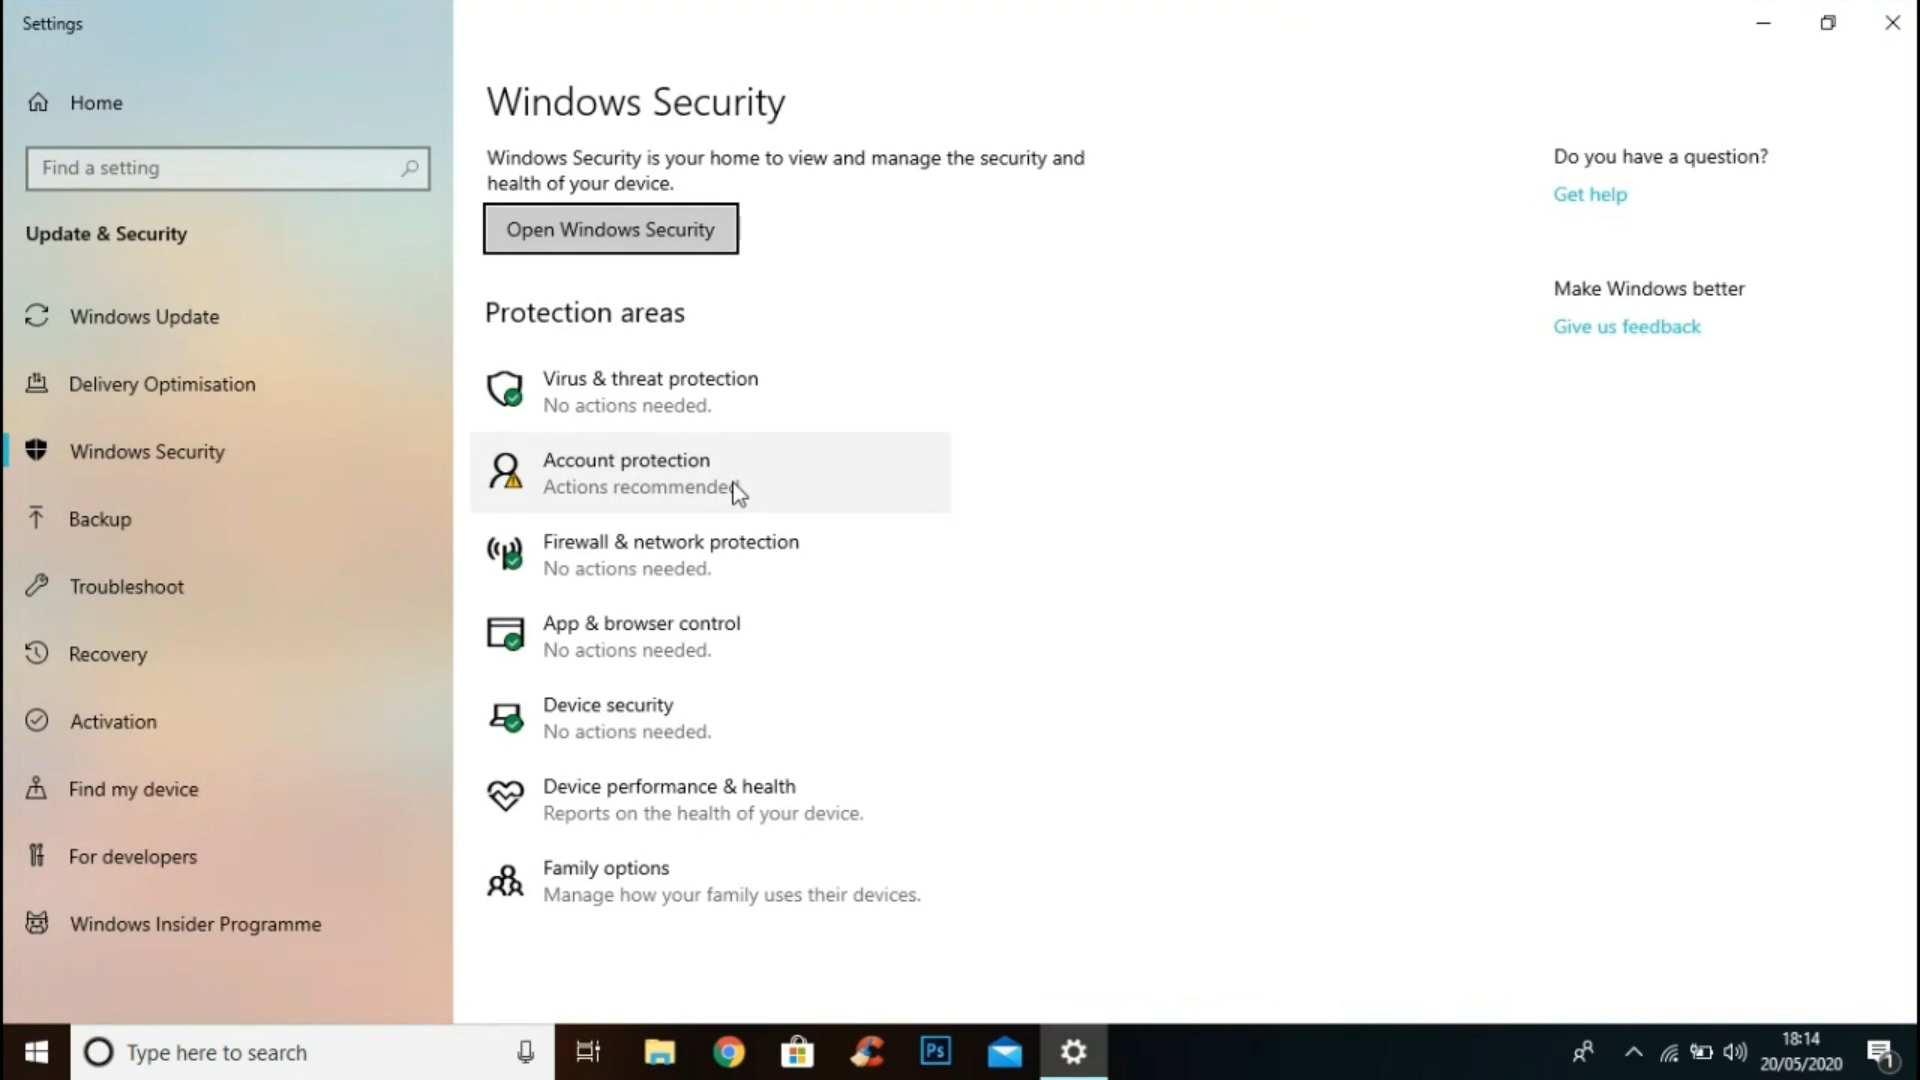 Settings
Home
Find a setting
Update & Security
Windows Update
Delivery Optimisation
Windows Security
Backup
Troubleshoot
Recovery
Activation
Find my device
For developers
Windows Insider Programme
Windows Security
Windows Security is your home to view and manage the security and
health of your device.
Open Windows Security
Protection areas
Virus & threat protection
No actions needed.
Account protection
Actions recommended
Firewall & network protection
No actions needed.
App & browser control
No actions needed.
Device security
No actions needed.
Device performance & health
Reports on the health of your device.
Family options
Manage how your family uses their devices.
Do you have a question?
Get help
Make Windows better
Give us feedback
Type here to search
Ps
18:14
20/05/2020
1